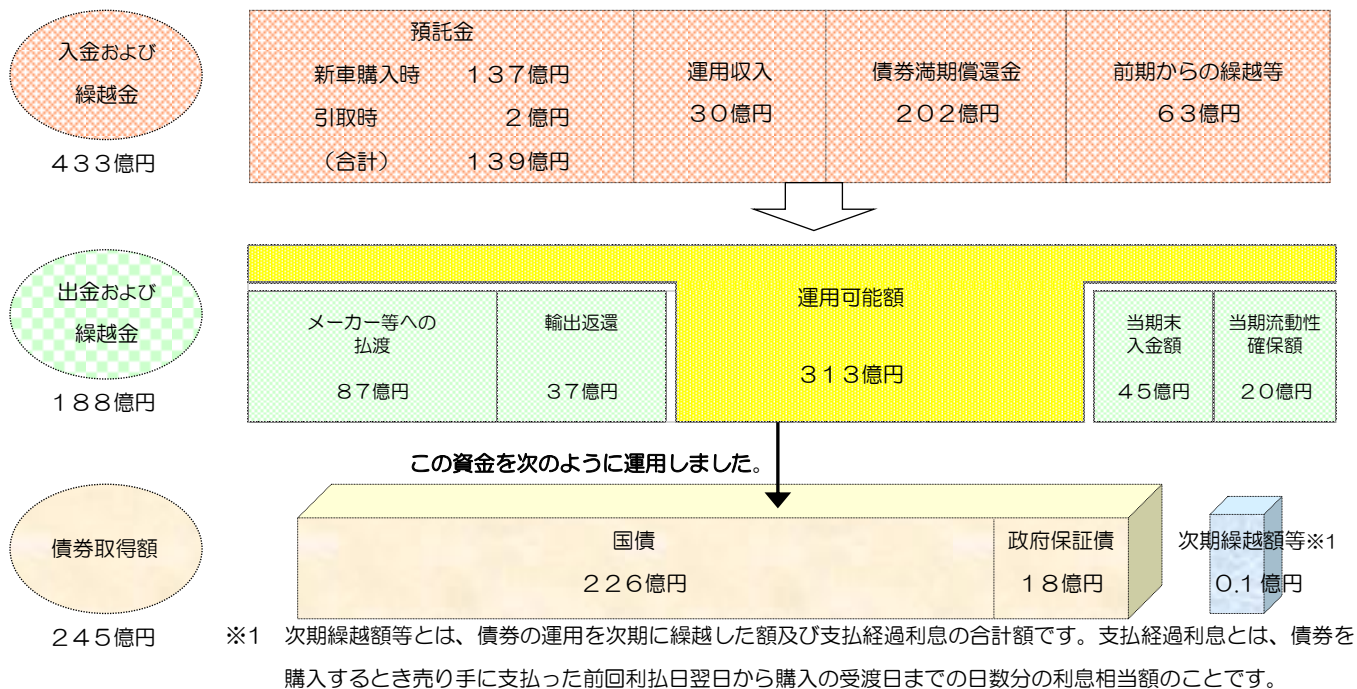 入金および
繰越金
433億円
預託金
新車購入時 137億円
引取時 2億円
(合計) 139億円
運用収入
30億円
債券満期償還金
202億円
前期からの繰越等
63億円
出金および
繰越金
188億円
メーカー等への
払渡
87億円
輸出返還
37億円
運用可能額
313億円
当期末
入金額
45億円
当期流動性
確保額
20億円
この資金を次のように運用しました。
債券取得額
245億円
国債
226億円
政府保証債
18億円
次期繰越額等※1
0.1億円
※1 次期繰越額等とは、債券の運用を次期に繰越した額及び支払経過利息の合計額です。支払経過利息とは、債券を
購入するとき売り手に支払った前回利払日翌日から購入の受渡日までの日数分の利息相当額のことです。